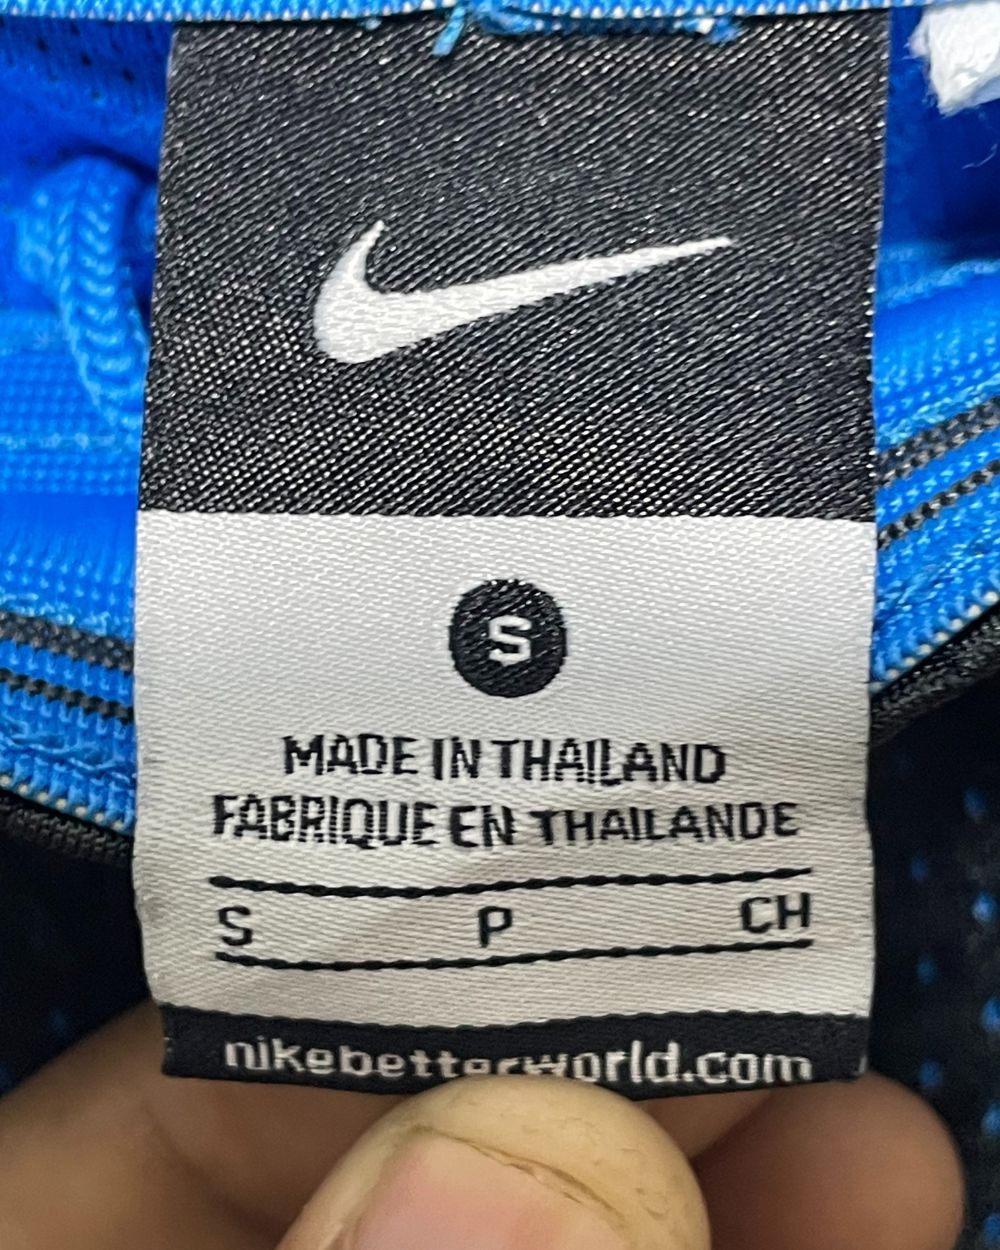 S
MADE IN THAILAND
FABRIQUE EN THAILANDE
S P CH
nikebetterworld.com